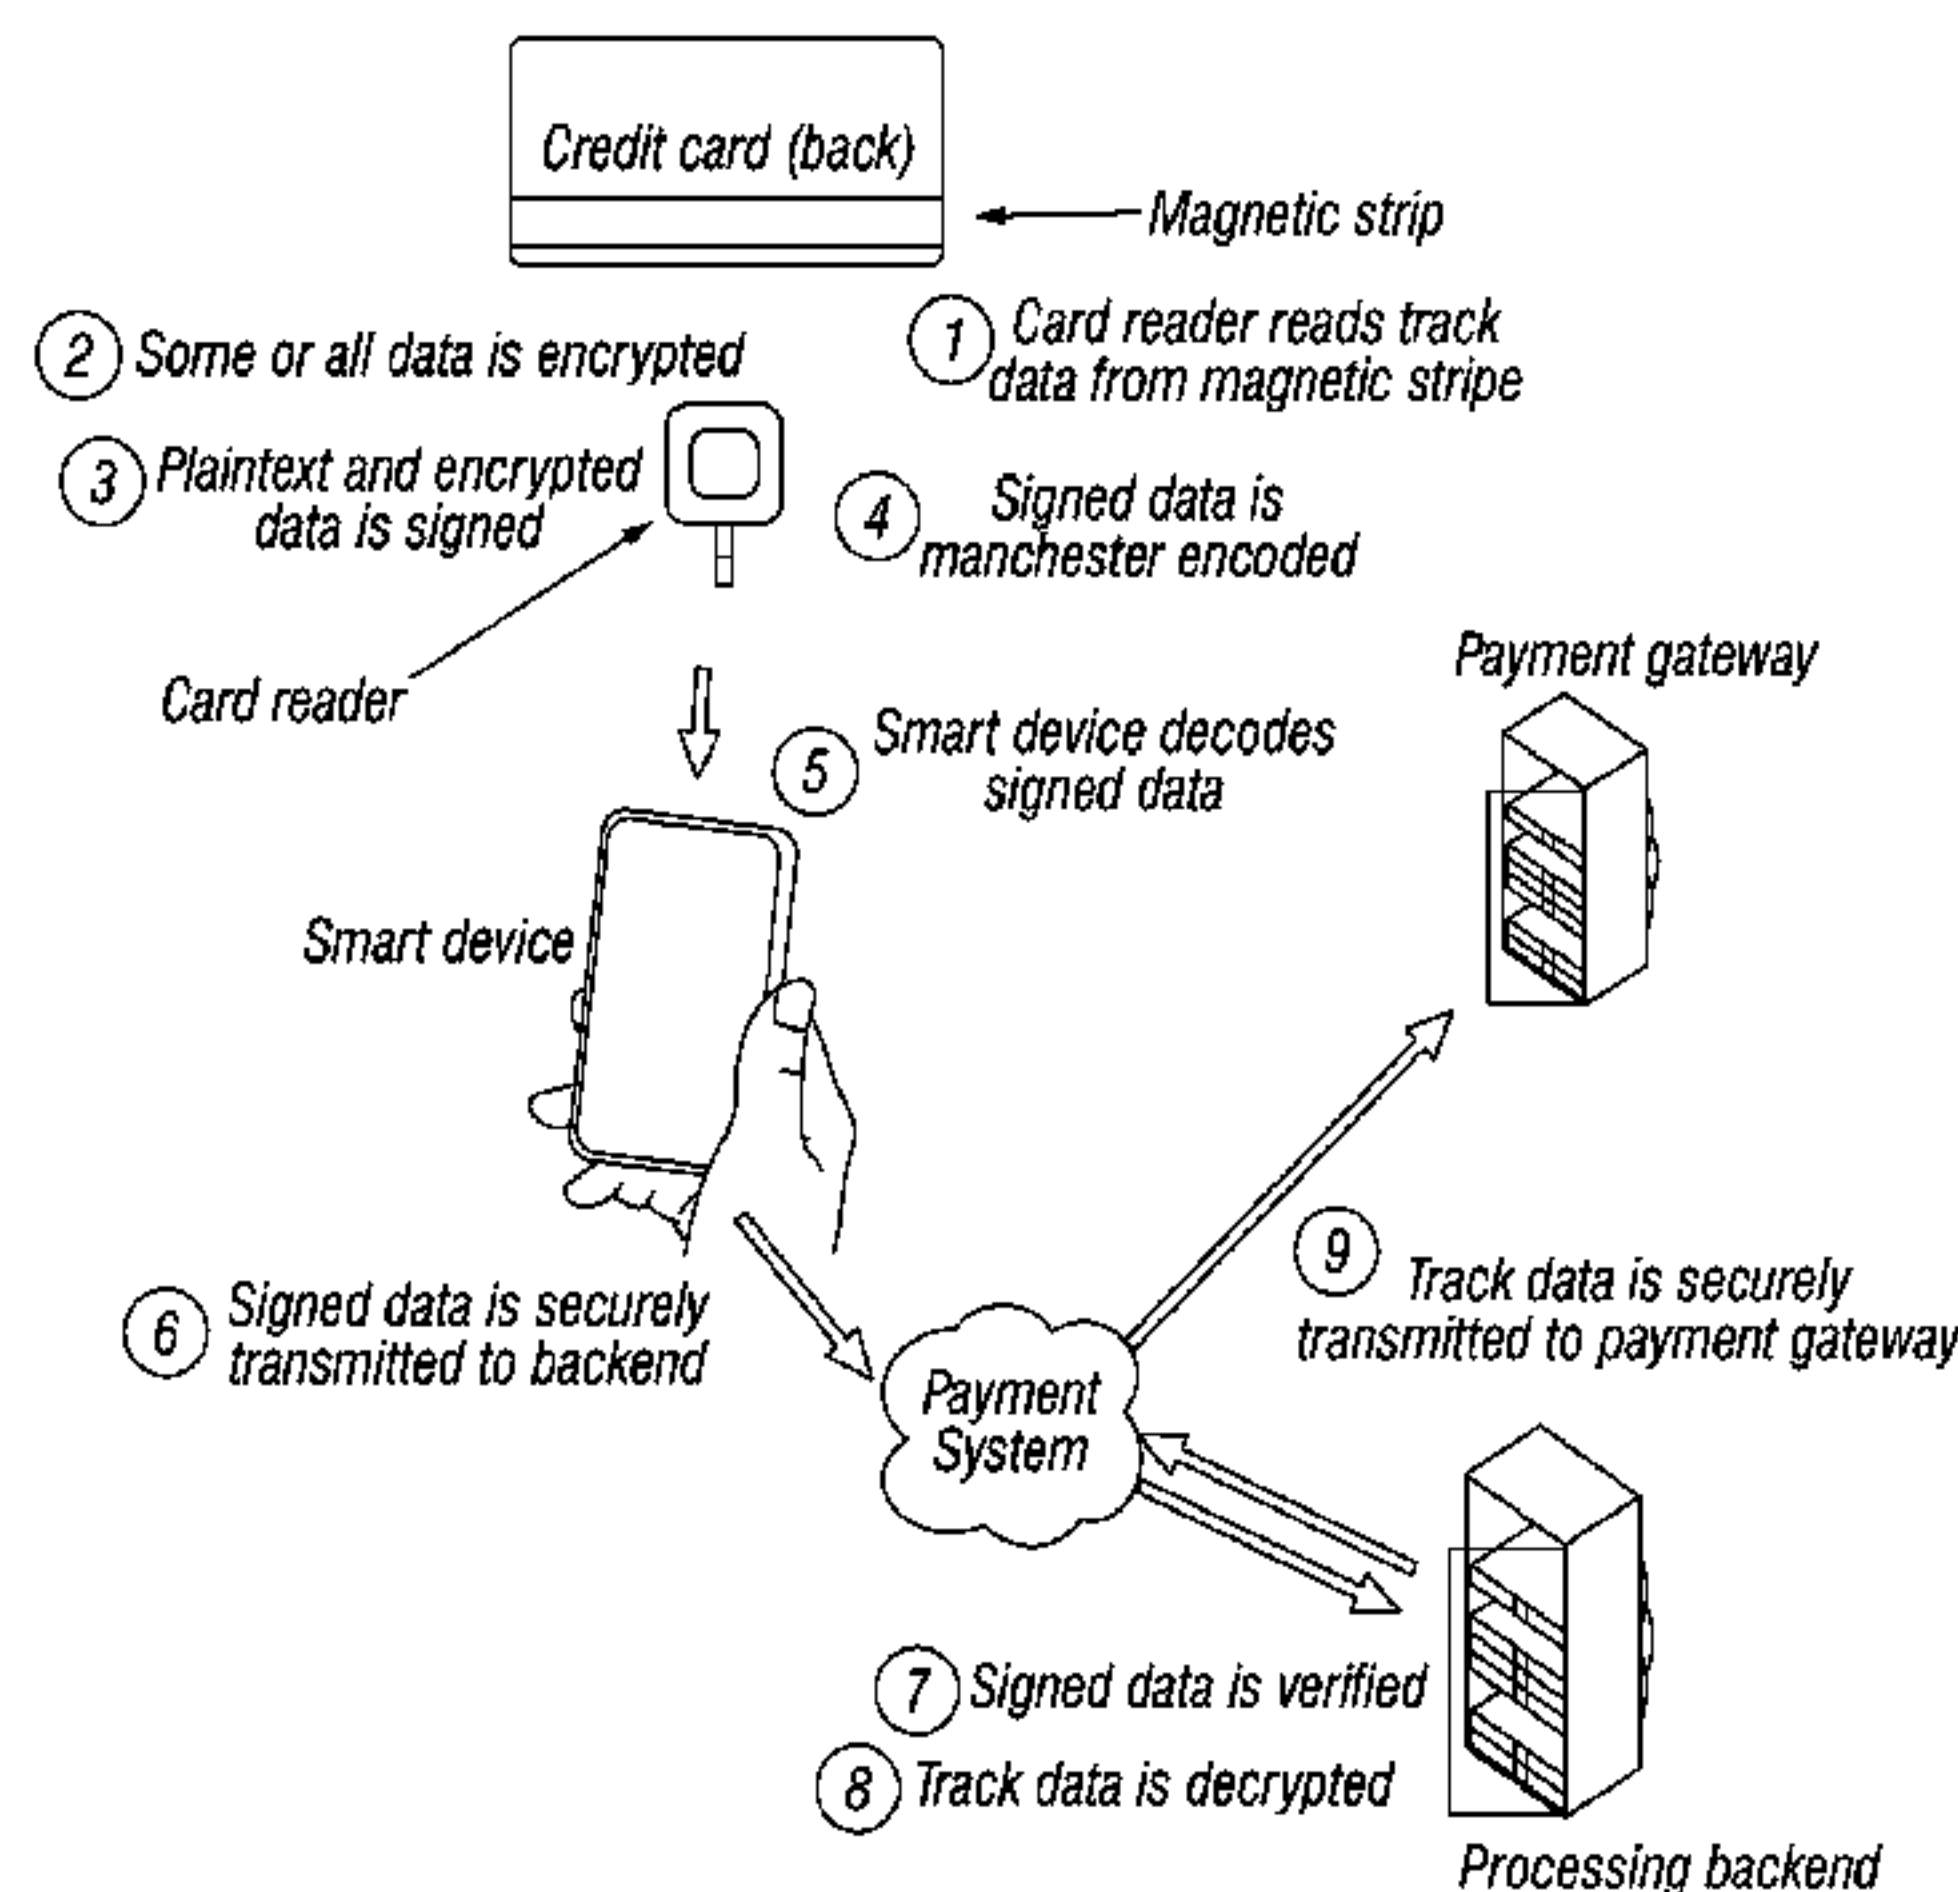 Credit card (back)
Magnetic strip
1 Card reader reads track
data from magnetic stripe
2 Some or all data is encrypted
3 Plaintext and encrypted
data is signed
4 Signed data is
manchester encoded
Card reader
5 Smart device decodes
signed data
Payment gateway
Smart device
6 Signed data is securely
transmitted to backend
9 Track data is securely
transmitted to payment gateway
Payment
System
7 Signed data is verified
8 Track data is decrypted
Processing backend